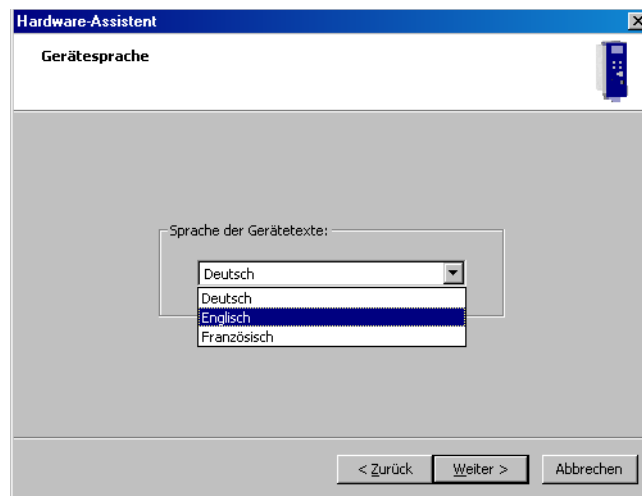 Hardware-Assistent
Gerätesprache
Sprache der Gerätetexte:
Deutsch
Deutsch
Englisch
Französisch
< Zurück Weiter > Abbrechen